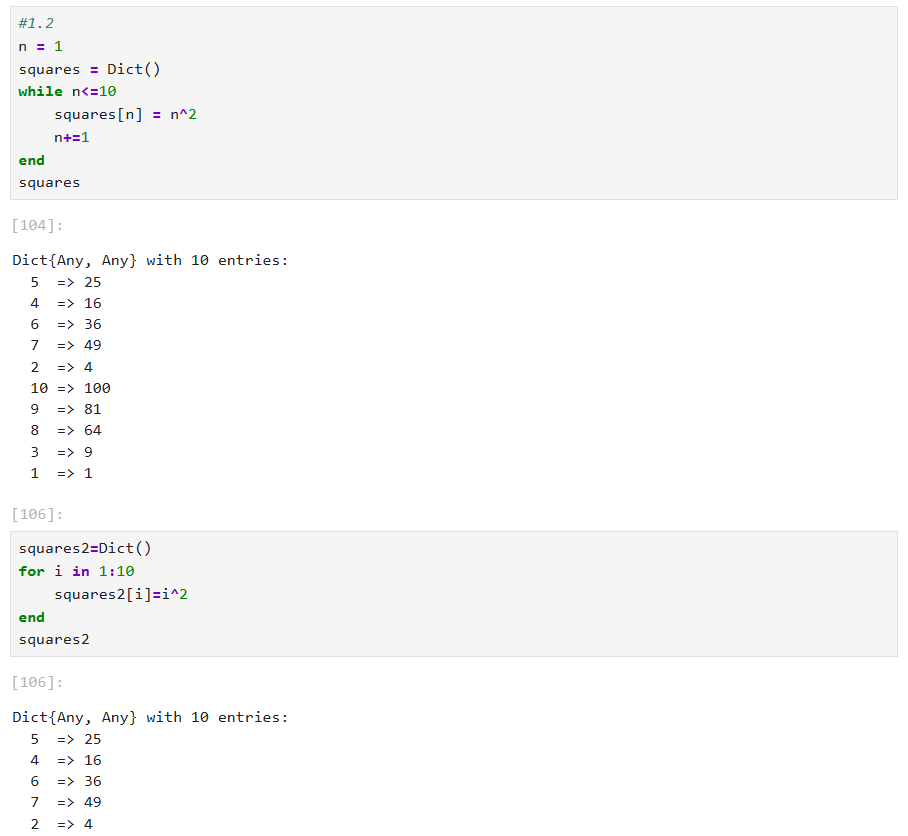 #1.2
n = 1
squares = Dict()
while n<=10
    squares[n] = n^2
    n+=1
end
squares
[104]:
Dict{Any, Any} with 10 entries:
  5  => 25
  4  => 16
  6  => 36
  7  => 49
  2  => 4
  10 => 100
  9  => 81
  8  => 64
  3  => 9
  1  => 1
[106]:
squares2=Dict()
for i in 1:10
    squares2[i]=i^2
end
squares2
[106]:
Dict{Any, Any} with 10 entries:
  5  => 25
  4  => 16
  6  => 36
  7  => 49
  2  => 4